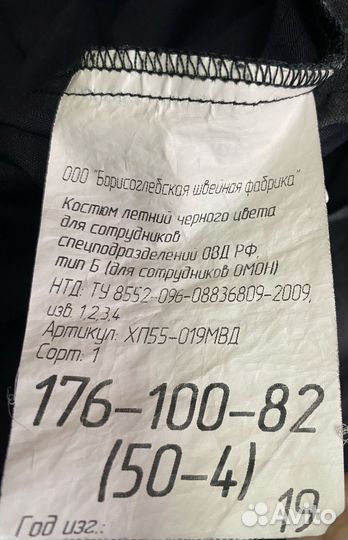 ООО "Борисоглебская швейная фабрика"
Костюм летний черного цвета
для сотрудников
спецподразделении ОВД РФ,
тип Б (для сотрудников ОМОН)
НТД: ТУ 8552-096-08836809-2009,
изв. 1,2,3,4
Артикул: ХП55-019МВД
Сорт: 1
176-100-82
(50-4)
Год изг.: 19
Avito